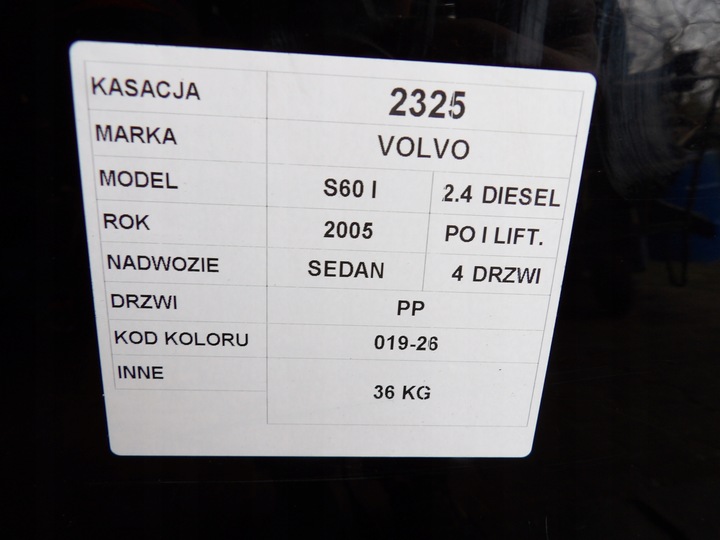 KASACJA 2325
MARKA VOLVO
MODEL S60 I 2.4 DIESEL
ROK 2005 PO I LIFT.
NADWOZIE SEDAN 4 DRZWI
DRZWI PP
KOD KOLORU 019-26
INNE 36 KG